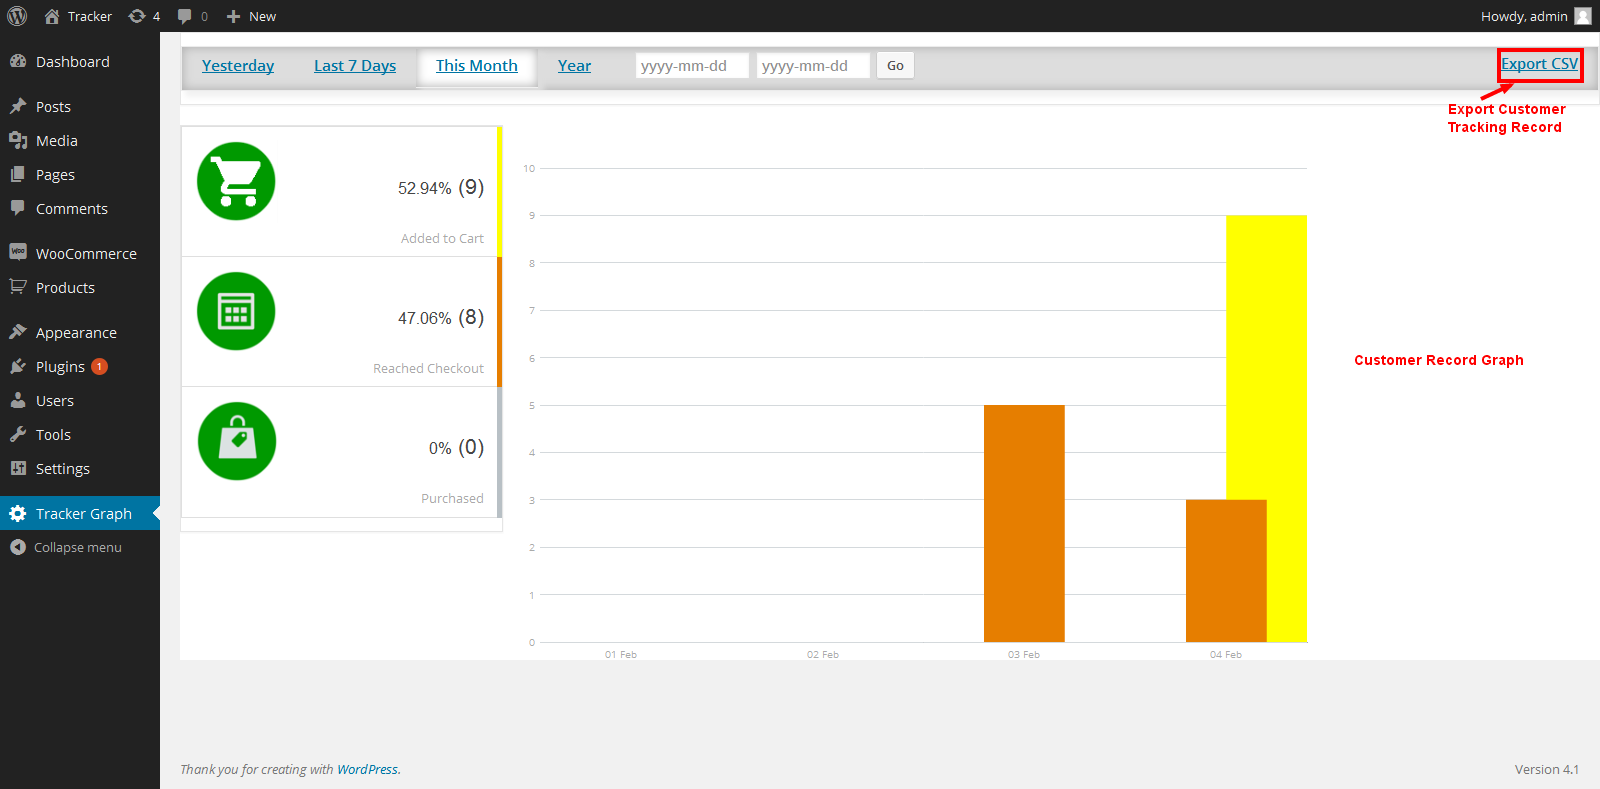 Tracker 4 0 New Howdy, admin
Dashboard
Posts
Media
Pages
Comments
WooCommerce
Products
Appearance
Plugins 1
Users
Tools
Settings
Tracker Graph
Collapse menu
Yesterday Last 7 Days This Month Year yyyy-mm-dd yyyy-mm-dd Go Export CSV
Export Customer
Tracking Record
52.94% (9)
Added to Cart
47.06% (8)
Reached Checkout
0% (0)
Purchased
10
9
8
7
6
5
4
3
2
1
0
01 Feb 02 Feb 03 Feb 04 Feb
Customer Record Graph
Thank you for creating with WordPress. Version 4.1